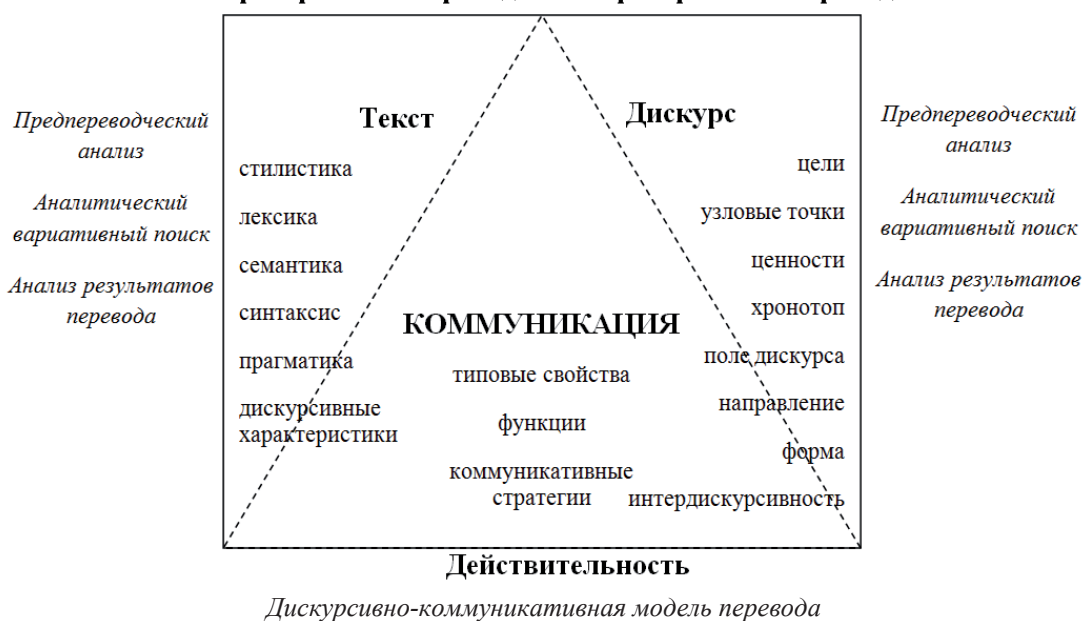 Текст
Дискурс
Предпереводческий
анализ
Аналитический
вариативный поиск
Анализ результатов
перевода
стилистика
лексика
семантика
синтаксис
прагматика
дискурсивные
характеристики
КОММУНИКАЦИЯ
типовые свойства
функции
коммуникативные
стратегии
цели
узловые точки
ценности
хронотоп
поле дискурса
направление
форма
интердискурсивность
Предпереводческий
анализ
Аналитический
вариативный поиск
Анализ результатов
перевода
Действительность
Дискурсивно-коммуникативная модель перевода